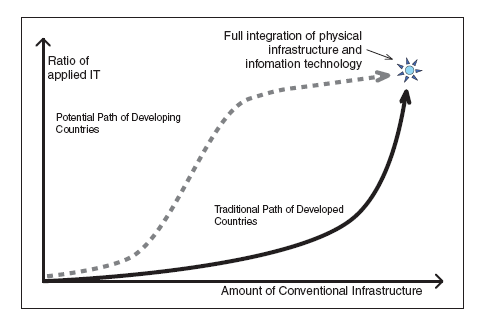 Full integration of physical
infrastructure and
infomation technology
Ratio of
applied IT
Potential Path of Developing
Countries
Traditional Path of Developed
Countries
Amount of Conventional Infrastructure